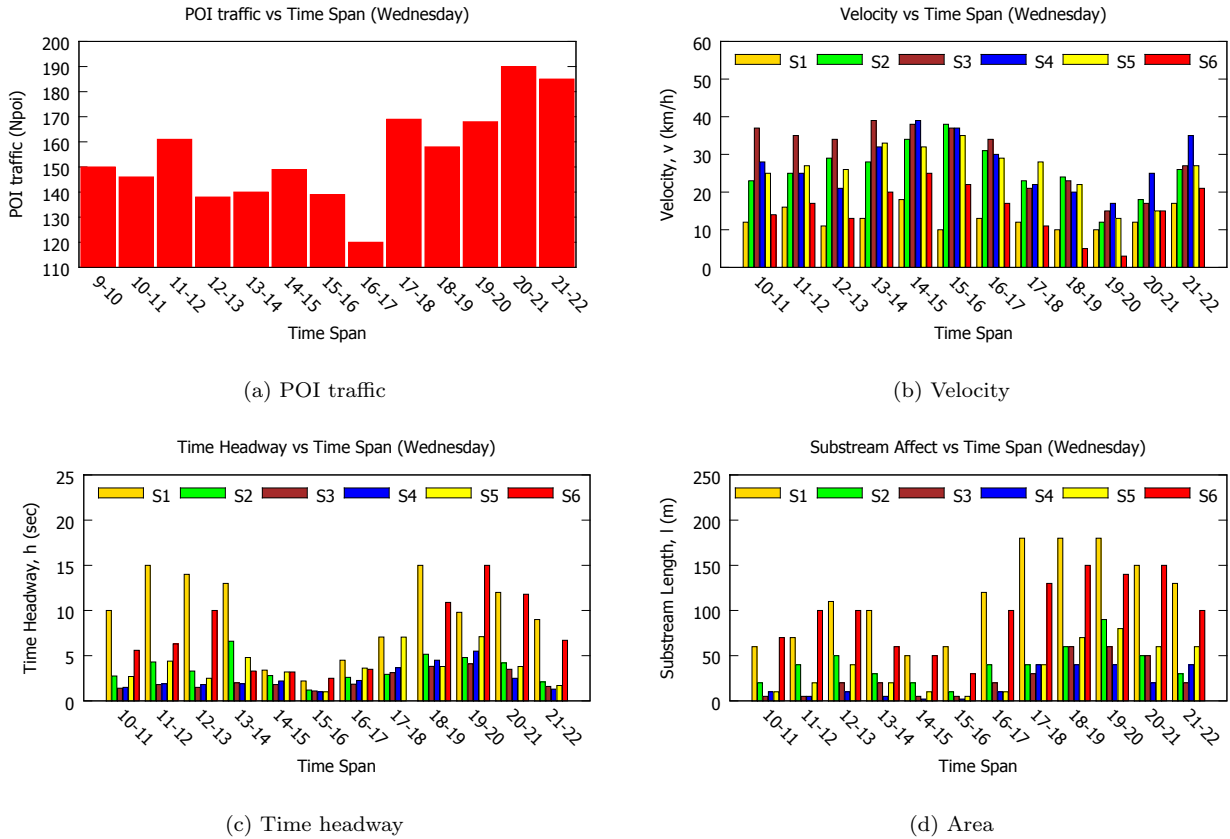 POI traffic vs Time Span (Wednesday)
POI traffic (Npoi)
200
190
180
170
160
150
140
130
120
110
9-10 10-11 11-12 12-13 13-14 14-15 15-16 16-17 17-18 18-19 19-20 20-21 21-22
Time Span
(a) POI traffic
Velocity vs Time Span (Wednesday)
Velocity, v (km/h)
60
50
40
30
20
10
0
S1 S2 S3 S4 S5 S6
10-11 11-12 12-13 13-14 14-15 15-16 16-17 17-18 18-19 19-20 20-21 21-22
Time Span
(b) Velocity
Time Headway vs Time Span (Wednesday)
Time Headway, h (sec)
25
20
15
10
5
0
S1 S2 S3 S4 S5 S6
10-11 11-12 12-13 13-14 14-15 15-16 16-17 17-18 18-19 19-20 20-21 21-22
Time Span
(c) Time headway
Substream Affect vs Time Span (Wednesday)
Substream Length, l (m)
250
200
150
100
50
0
S1 S2 S3 S4 S5 S6
10-11 11-12 12-13 13-14 14-15 15-16 16-17 17-18 18-19 19-20 20-21 21-22
Time Span
(d) Area